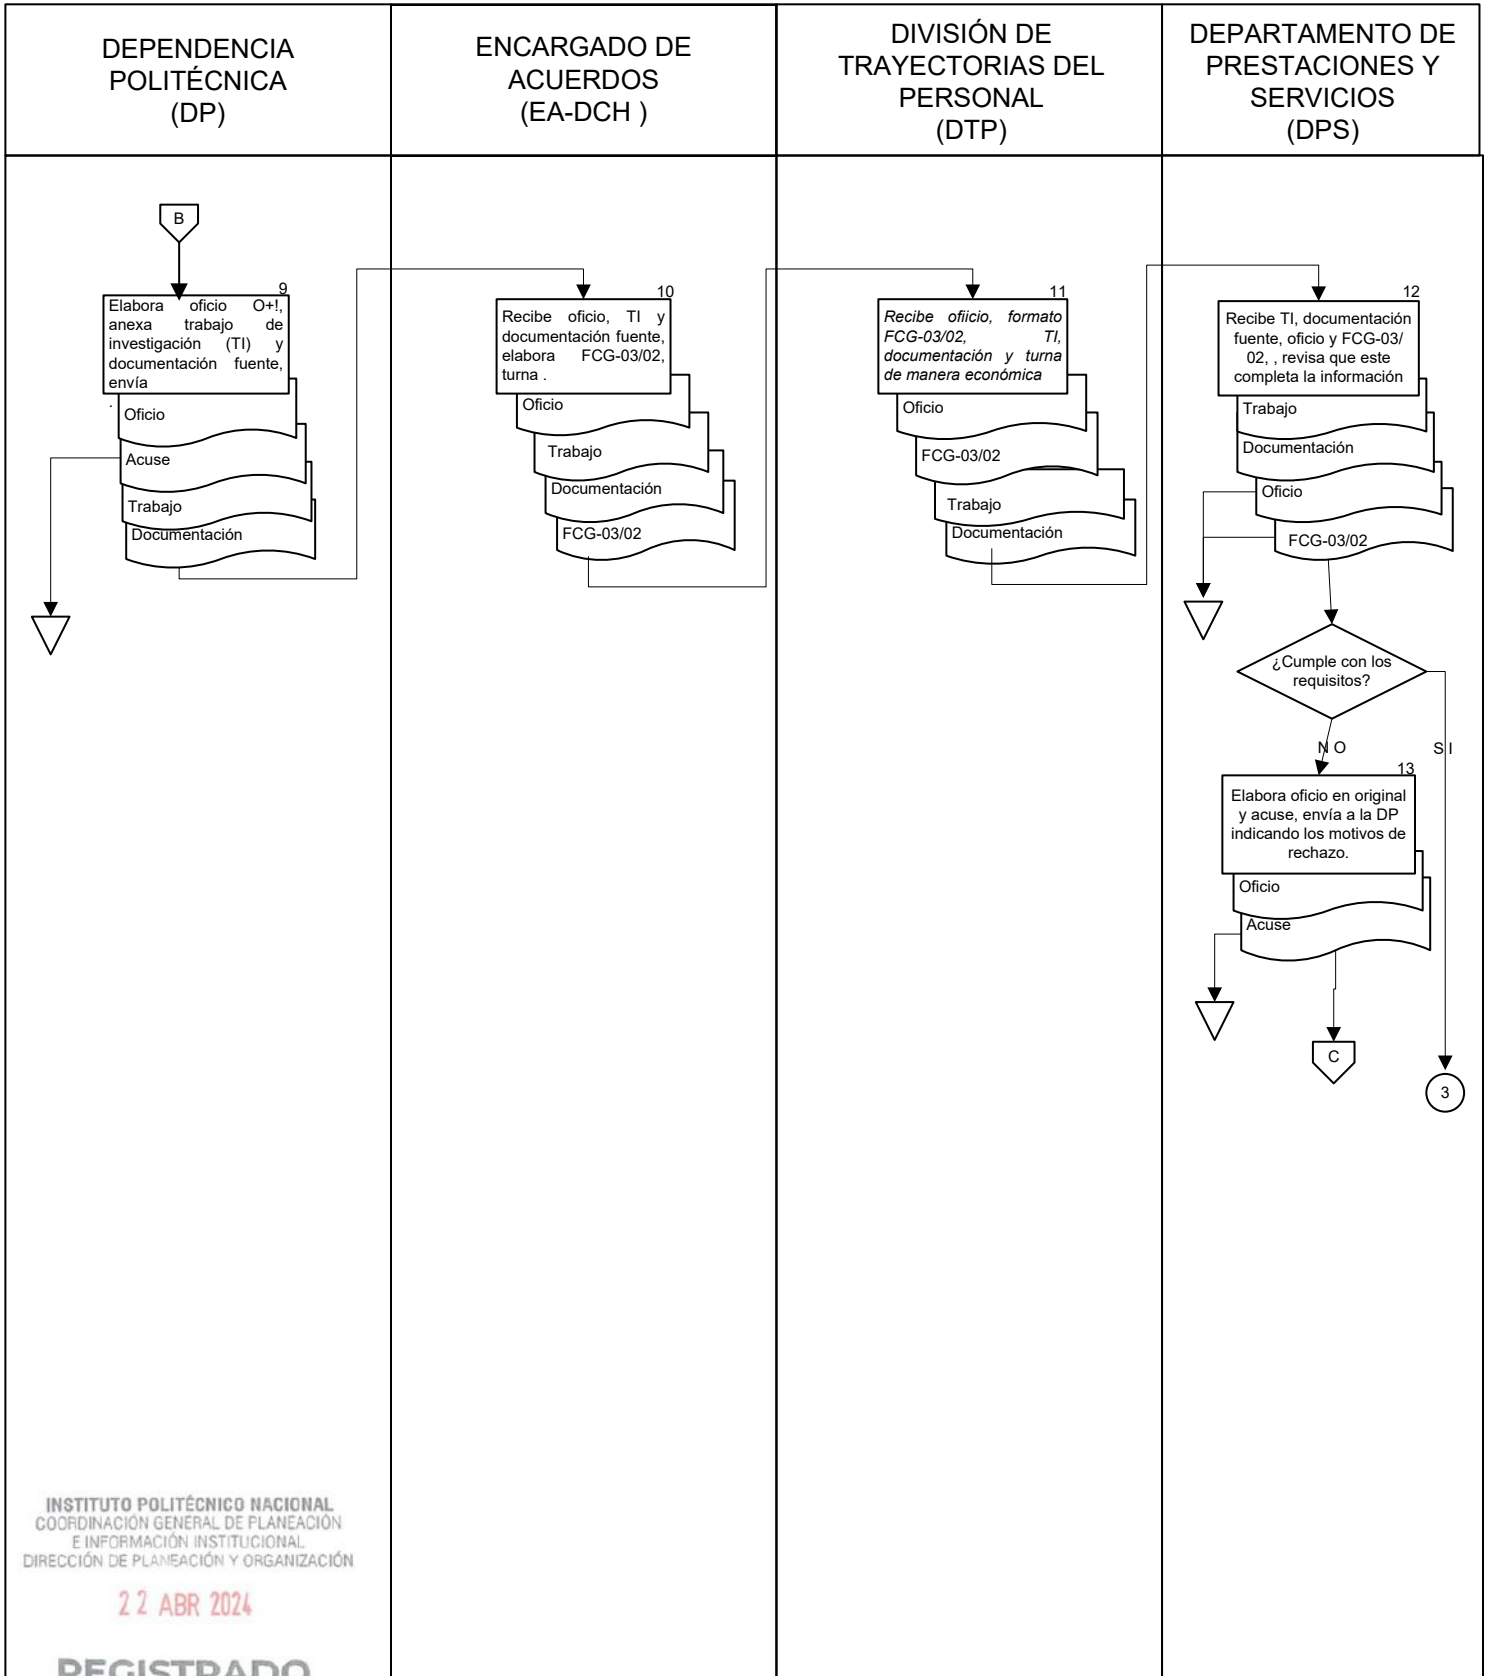 DEPENDENCIA
POLITÉCNICA
(DP)
ENCARGADO DE
ACUERDOS
(EA-DCH )
DIVISIÓN DE
TRAYECTORIAS DEL
PERSONAL
(DTP)
DEPARTAMENTO DE
PRESTACIONES Y
SERVICIOS
(DPS)
B
9
Elabora oficio O+!,
anexa trabajo de
investigación (TI) y
documentación fuente,
envía
.
Oficio
Acuse
Trabajo
Documentación
10
Recibe oficio, TI y
documentación fuente,
elabora FCG-03/02,
turna .
Oficio
Trabajo
Documentación
FCG-03/02
11
Recibe ofiicio, formato
FCG-03/02, TI,
documentación y turna
de manera económica
Oficio
FCG-03/02
Trabajo
Documentación
12
Recibe TI, documentación
fuente, oficio y FCG-03/
02, , revisa que este
completa la información
Trabajo
Documentación
Oficio
FCG-03/02
¿Cumple con los
requisitos?
N O
S I
13
Elabora oficio en original
y acuse, envía a la DP
indicando los motivos de
rechazo.
Oficio
Acuse
C
3
INSTITUTO POLITÉCNICO NACIONAL
COORDINACIÓN GENERAL DE PLANEACIÓN
E INFORMACIÓN INSTITUCIONAL
DIRECCIÓN DE PLANEACIÓN Y ORGANIZACIÓN
22 ABR 2024
REGISTRADO